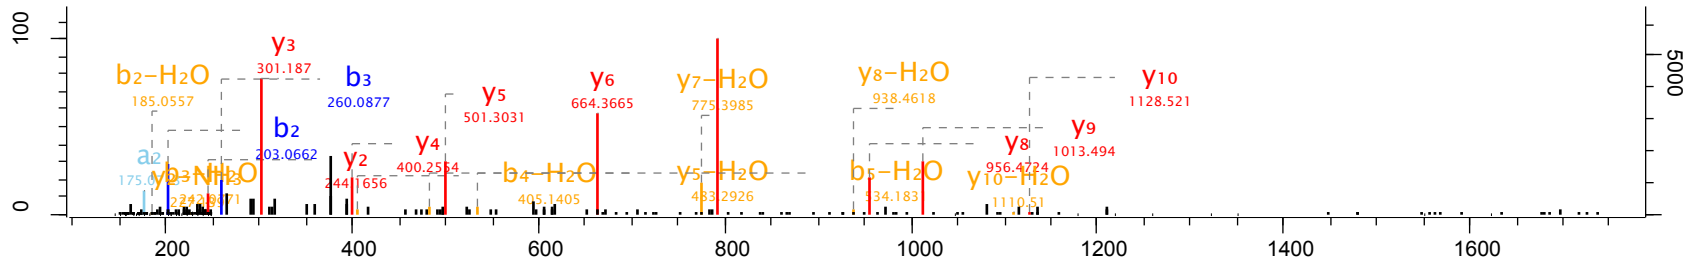 100
0
5000
0
b2-H2O
185.0557
y3
301.187
b3
260.0877
b2
203.0662
a2
y2
244.1656
y4
400.2554
y5
501.3031
b4-H2O
405.1405
y6
664.3665
y7-H2O
775.3985
y5-H2O
483.2926
y8-H2O
938.4618
b5-H2O
534.183
y8
956.4724
y9
1013.494
y10-H2O
1110.51
y10
1128.521
200 400 600 800 1000 1200 1400 1600